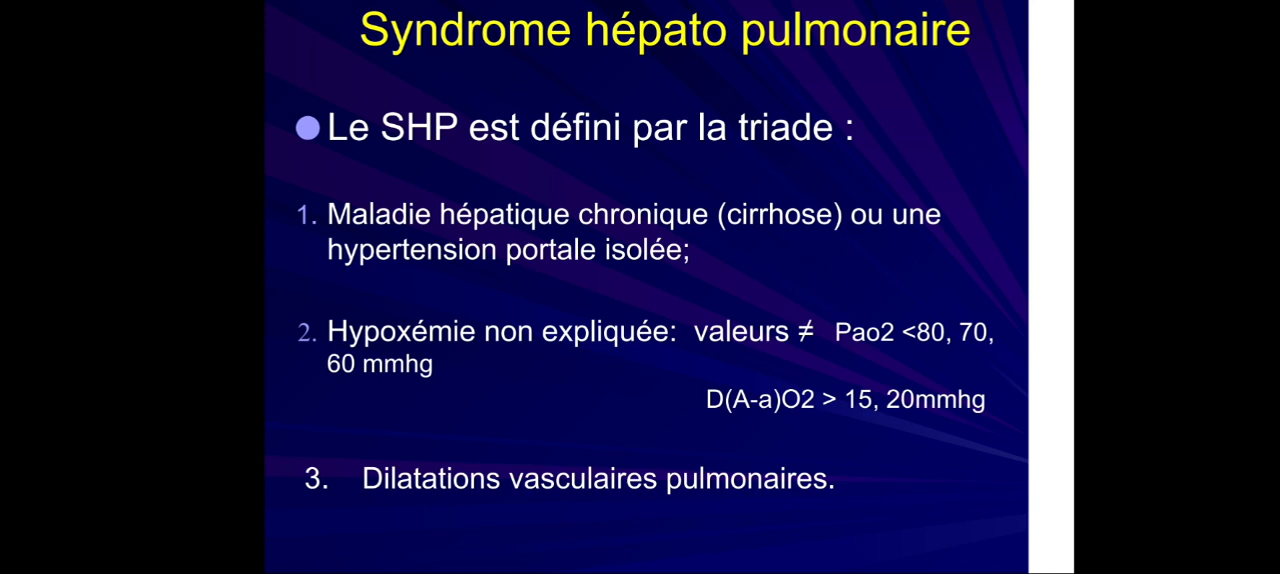 Syndrome hépato pulmonaire
Le SHP est défini par la triade :
1. Maladie hépatique chronique (cirrhose) ou une
hypertension portale isolée;
2. Hypoxémie non expliquée: valeurs ≠ Pao2 <80, 70,
60 mmhg
D(A-a)O2 > 15, 20mmhg
3. Dilatations vasculaires pulmonaires.